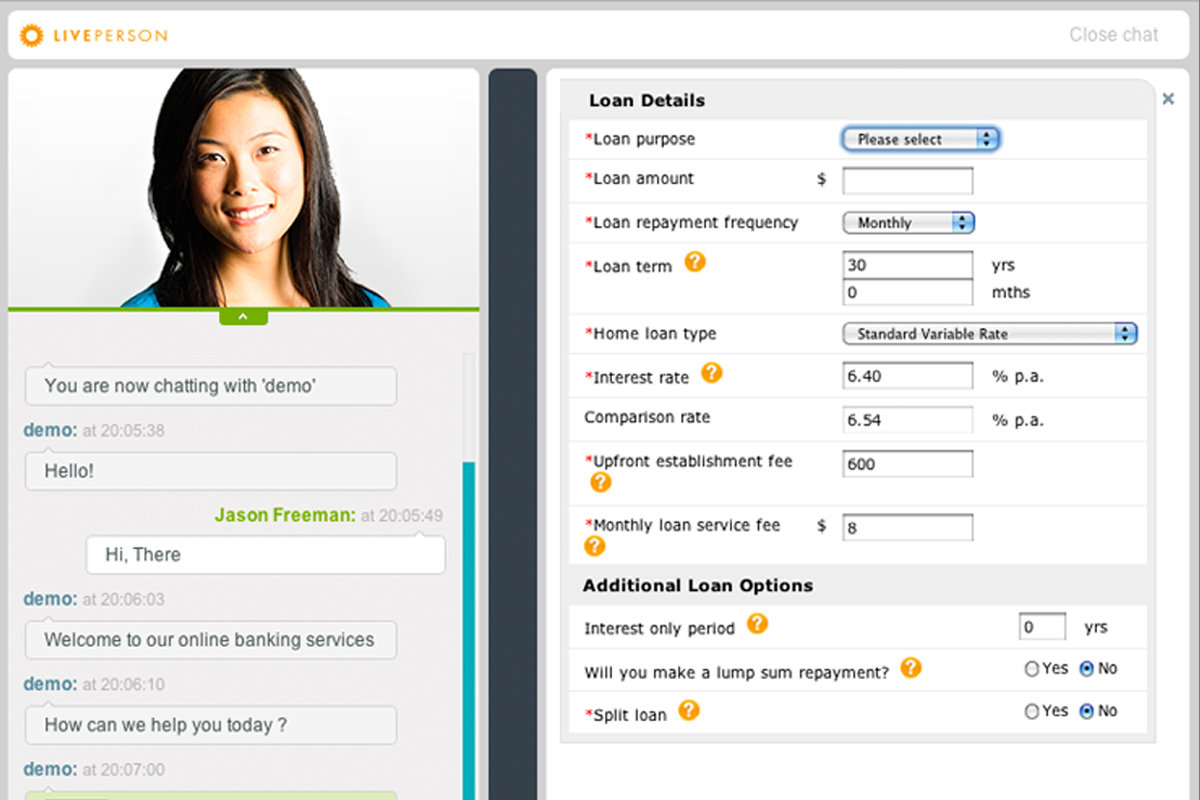 LIVEPERSON
Close chat
You are now chatting with 'demo'
demo: at 20:05:38
Hello!
Jason Freeman: at 20:05:49
Hi, There
demo: at 20:06:03
Welcome to our online banking services
demo: at 20:06:10
How can we help you today ?
demo: at 20:07:00
Loan Details
*Loan purpose Please select
*Loan amount $
*Loan repayment frequency Monthly
*Loan term ? 30 yrs
0 mths
*Home loan type Standard Variable Rate
*Interest rate ? 6.40 % p.a.
Comparison rate 6.54 % p.a.
*Upfront establishment fee 600
?
*Monthly loan service fee $ 8
?
Additional Loan Options
Interest only period ? 0 yrs
Will you make a lump sum repayment? ? Yes No
*Split loan ? Yes No